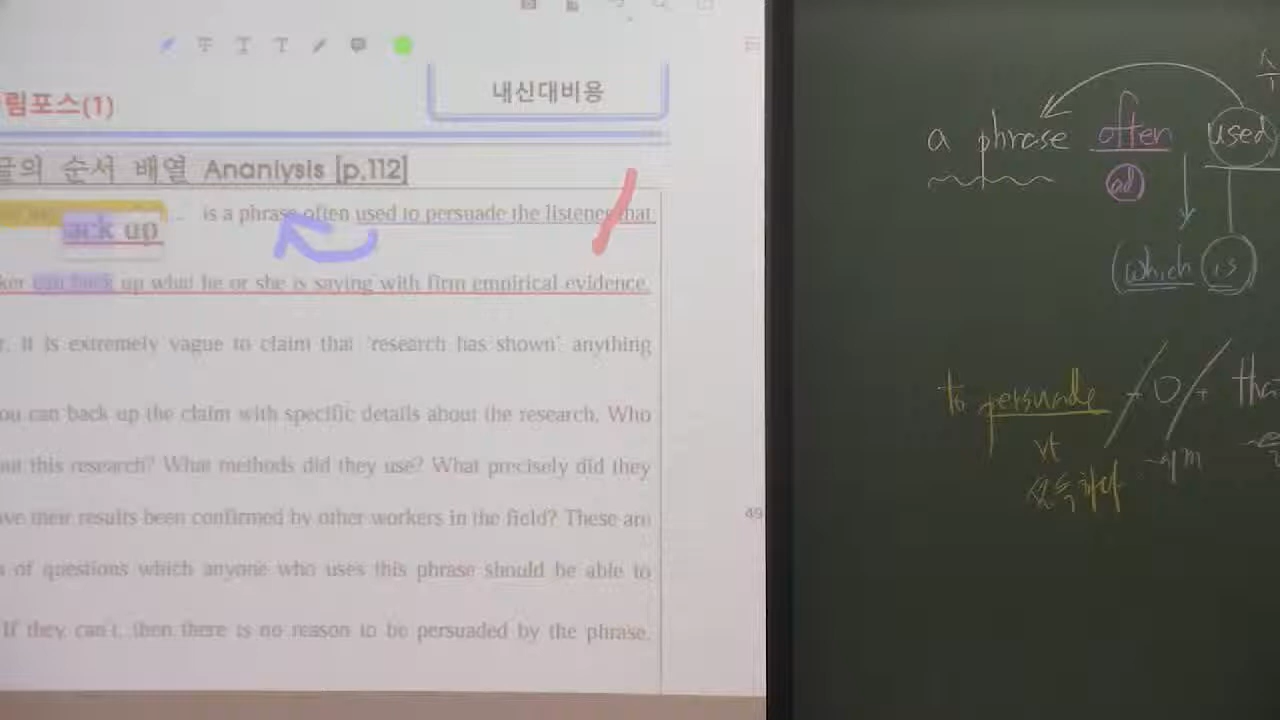 림포스(1)
내신대비용
글의 순서 배열 Ananlysis [p.112]
... is a phrase often used to persuade the listener that
ack up
ker can back up what he or she is saying with firm empirical evidence.
r, it is extremely vague to claim that 'research has shown' anything
ou can back up the claim with specific details about the research. Who
out this research? What methods did they use? What precisely did they
ave their results been confirmed by other workers in the field? These are
49
of questions which anyone who uses this phrase should be able to
If they can't, then there is no reason to be persuaded by the phrase.
a phrase often used
ad
(which is)
to persuade / + O / + tha
vt
~에게
설득하다